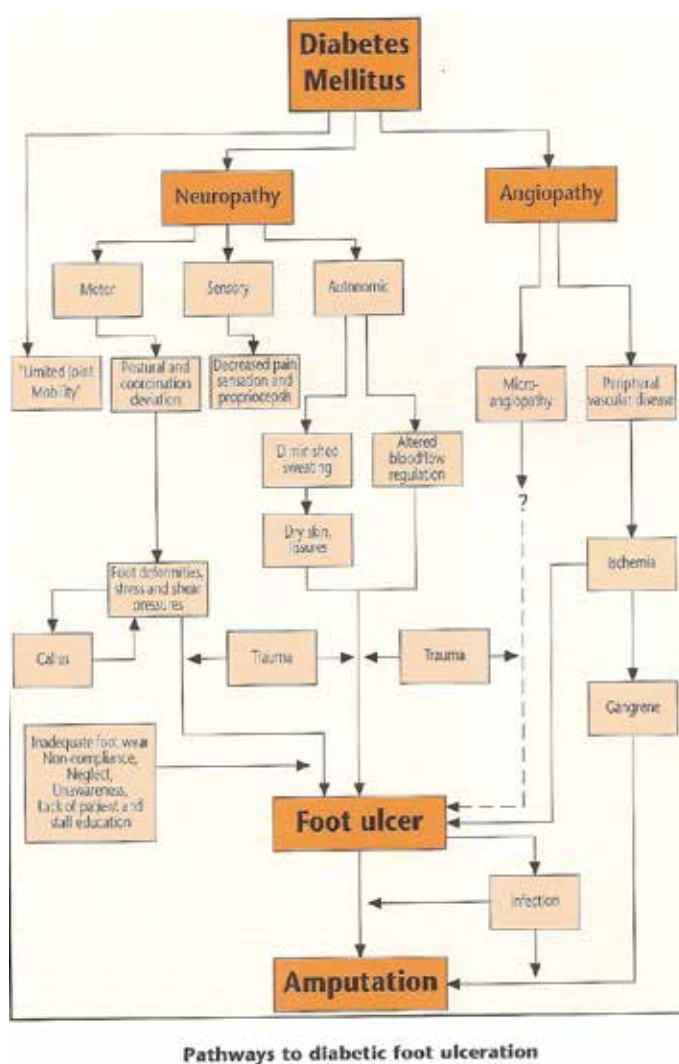 Diabetes
Mellitus
Neuropathy
Angiopathy
Motor
Sensory
Autonomic
"Limited Joint
Mobility"
Postural and
coordination
deviation
Decreased pain
sensation and
propriocepsis
Micro-
angiopathy
Peripheral
vascular disease
Diminished
sweating
Altered
bloodflow
regulation
?
Dry skin,
fissures
Foot deformities,
stress and shear
pressures
Ischemia
Callus
Trauma
Trauma
Gangrene
Inadequate foot wear
Non-compliance,
Neglect,
Unawareness,
Lack of patient and
staff education
Foot ulcer
Infection
Amputation
Pathways to diabetic foot ulceration